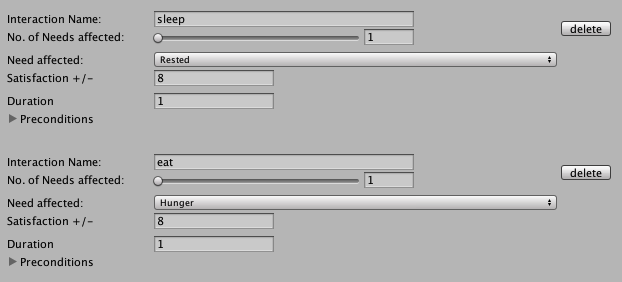 Interaction Name: sleep
delete
No. of Needs affected: 1
Need affected: Rested
Satisfaction +/- 8
Duration 1
Preconditions
Interaction Name: eat
delete
No. of Needs affected: 1
Need affected: Hunger
Satisfaction +/- 8
Duration 1
Preconditions